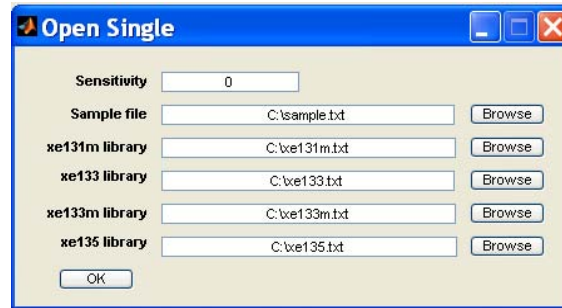 Open Single
Sensitivity 0
Sample file C:\sample.txt Browse
xe131m library C:\xe131m.txt Browse
xe133 library C:\xe133.txt Browse
xe133m library C:\xe133m.txt Browse
xe135 library C:\xe135.txt Browse
OK